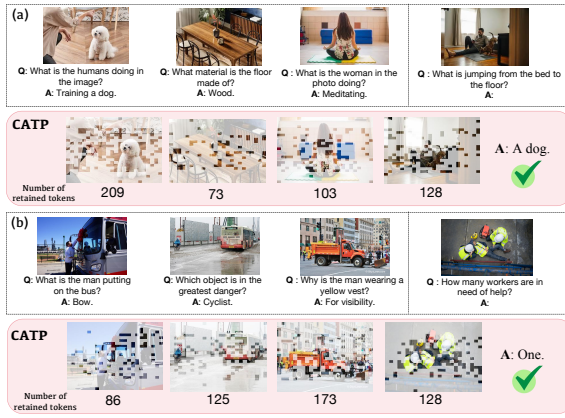 (a)
Q: What is the humans doing in the image?
A: Training a dog.
Q: What material is the floor made of?
A: Wood.
Q : What is the woman in the photo doing?
A: Meditating.
Q : What is jumping from the bed to the floor?
A:
CATP
A: A dog.
Number of retained tokens
209
73
103
128
(b)
Q: What is the man putting on the bus?
A: Bow.
Q: Which object is in the greatest danger?
A: Cyclist.
Q : Why is the man wearing a yellow vest?
A: For visibility.
Q : How many workers are in need of help?
A:
CATP
A: One.
Number of retained tokens
86
125
173
128